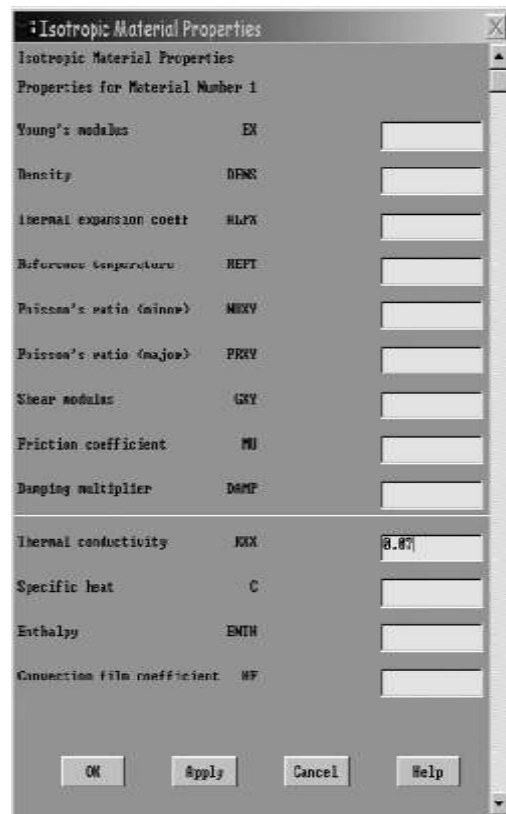 Isotropic Material Properties
Isotropic Material Properties
Properties for Material Number 1
Young's modulus EX
Density DENS
Thermal expansion coeff ALPX
Reference temperature REFT
Poisson's ratio (minor) NUXY
Poisson's ratio (major) PRXY
Shear modulus GXY
Friction coefficient MU
Damping multiplier DAMP
Thermal conductivity KXX 0.07
Specific heat C
Enthalpy ENTH
Convection film coefficient HF
OK Apply Cancel Help